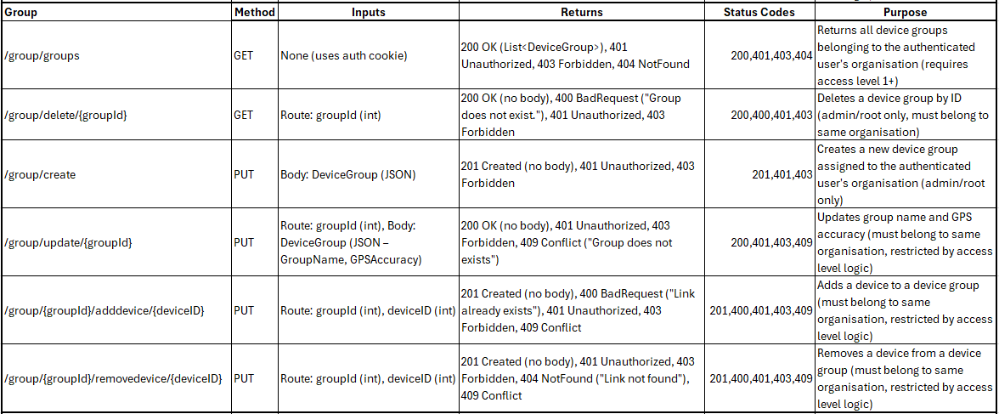 Group Method Inputs Returns Status Codes Purpose
/group/groups GET None (uses auth cookie)
200 OK (List<DeviceGroup>), 401
Unauthorized, 403 Forbidden, 404 NotFound
200,401,403,404
Returns all device groups
belonging to the authenticated
user's organisation (requires
access level 1+)
/group/delete/{groupId} GET Route: groupId (int)
200 OK (no body), 400 BadRequest ("Group
does not exist."), 401 Unauthorized, 403
Forbidden
200,400,401,403
Deletes a device group by ID
(admin/root only, must belong to
same organisation)
/group/create PUT Body: DeviceGroup (JSON)
201 Created (no body), 401 Unauthorized, 403
Forbidden
201,401,403
Creates a new device group
assigned to the authenticated
user's organisation (admin/root
only)
/group/update/{groupId} PUT
Route: groupId (int), Body:
DeviceGroup (JSON –
GroupName, GPSAccuracy)
200 OK (no body), 401 Unauthorized, 403
Forbidden, 409 Conflict ("Group does not
exists")
200,401,403,409
Updates group name and GPS
accuracy (must belong to same
organisation, restricted by access
level logic)
/group/{groupId}/adddevice/{deviceID} PUT Route: groupId (int), deviceID (int)
201 Created (no body), 400 BadRequest ("Link
already exists"), 401 Unauthorized, 403
Forbidden, 409 Conflict
201,400,401,403,409
Adds a device to a device group
(must belong to same
organisation, restricted by access
level logic)
/group/{groupId}/removedevice/{deviceID} PUT Route: groupId (int), deviceID (int)
201 Created (no body), 401 Unauthorized, 403
Forbidden, 404 NotFound ("Link not found"),
409 Conflict
201,400,401,403,409
Removes a device from a device
group (must belong to same
organisation, restricted by access
level logic)